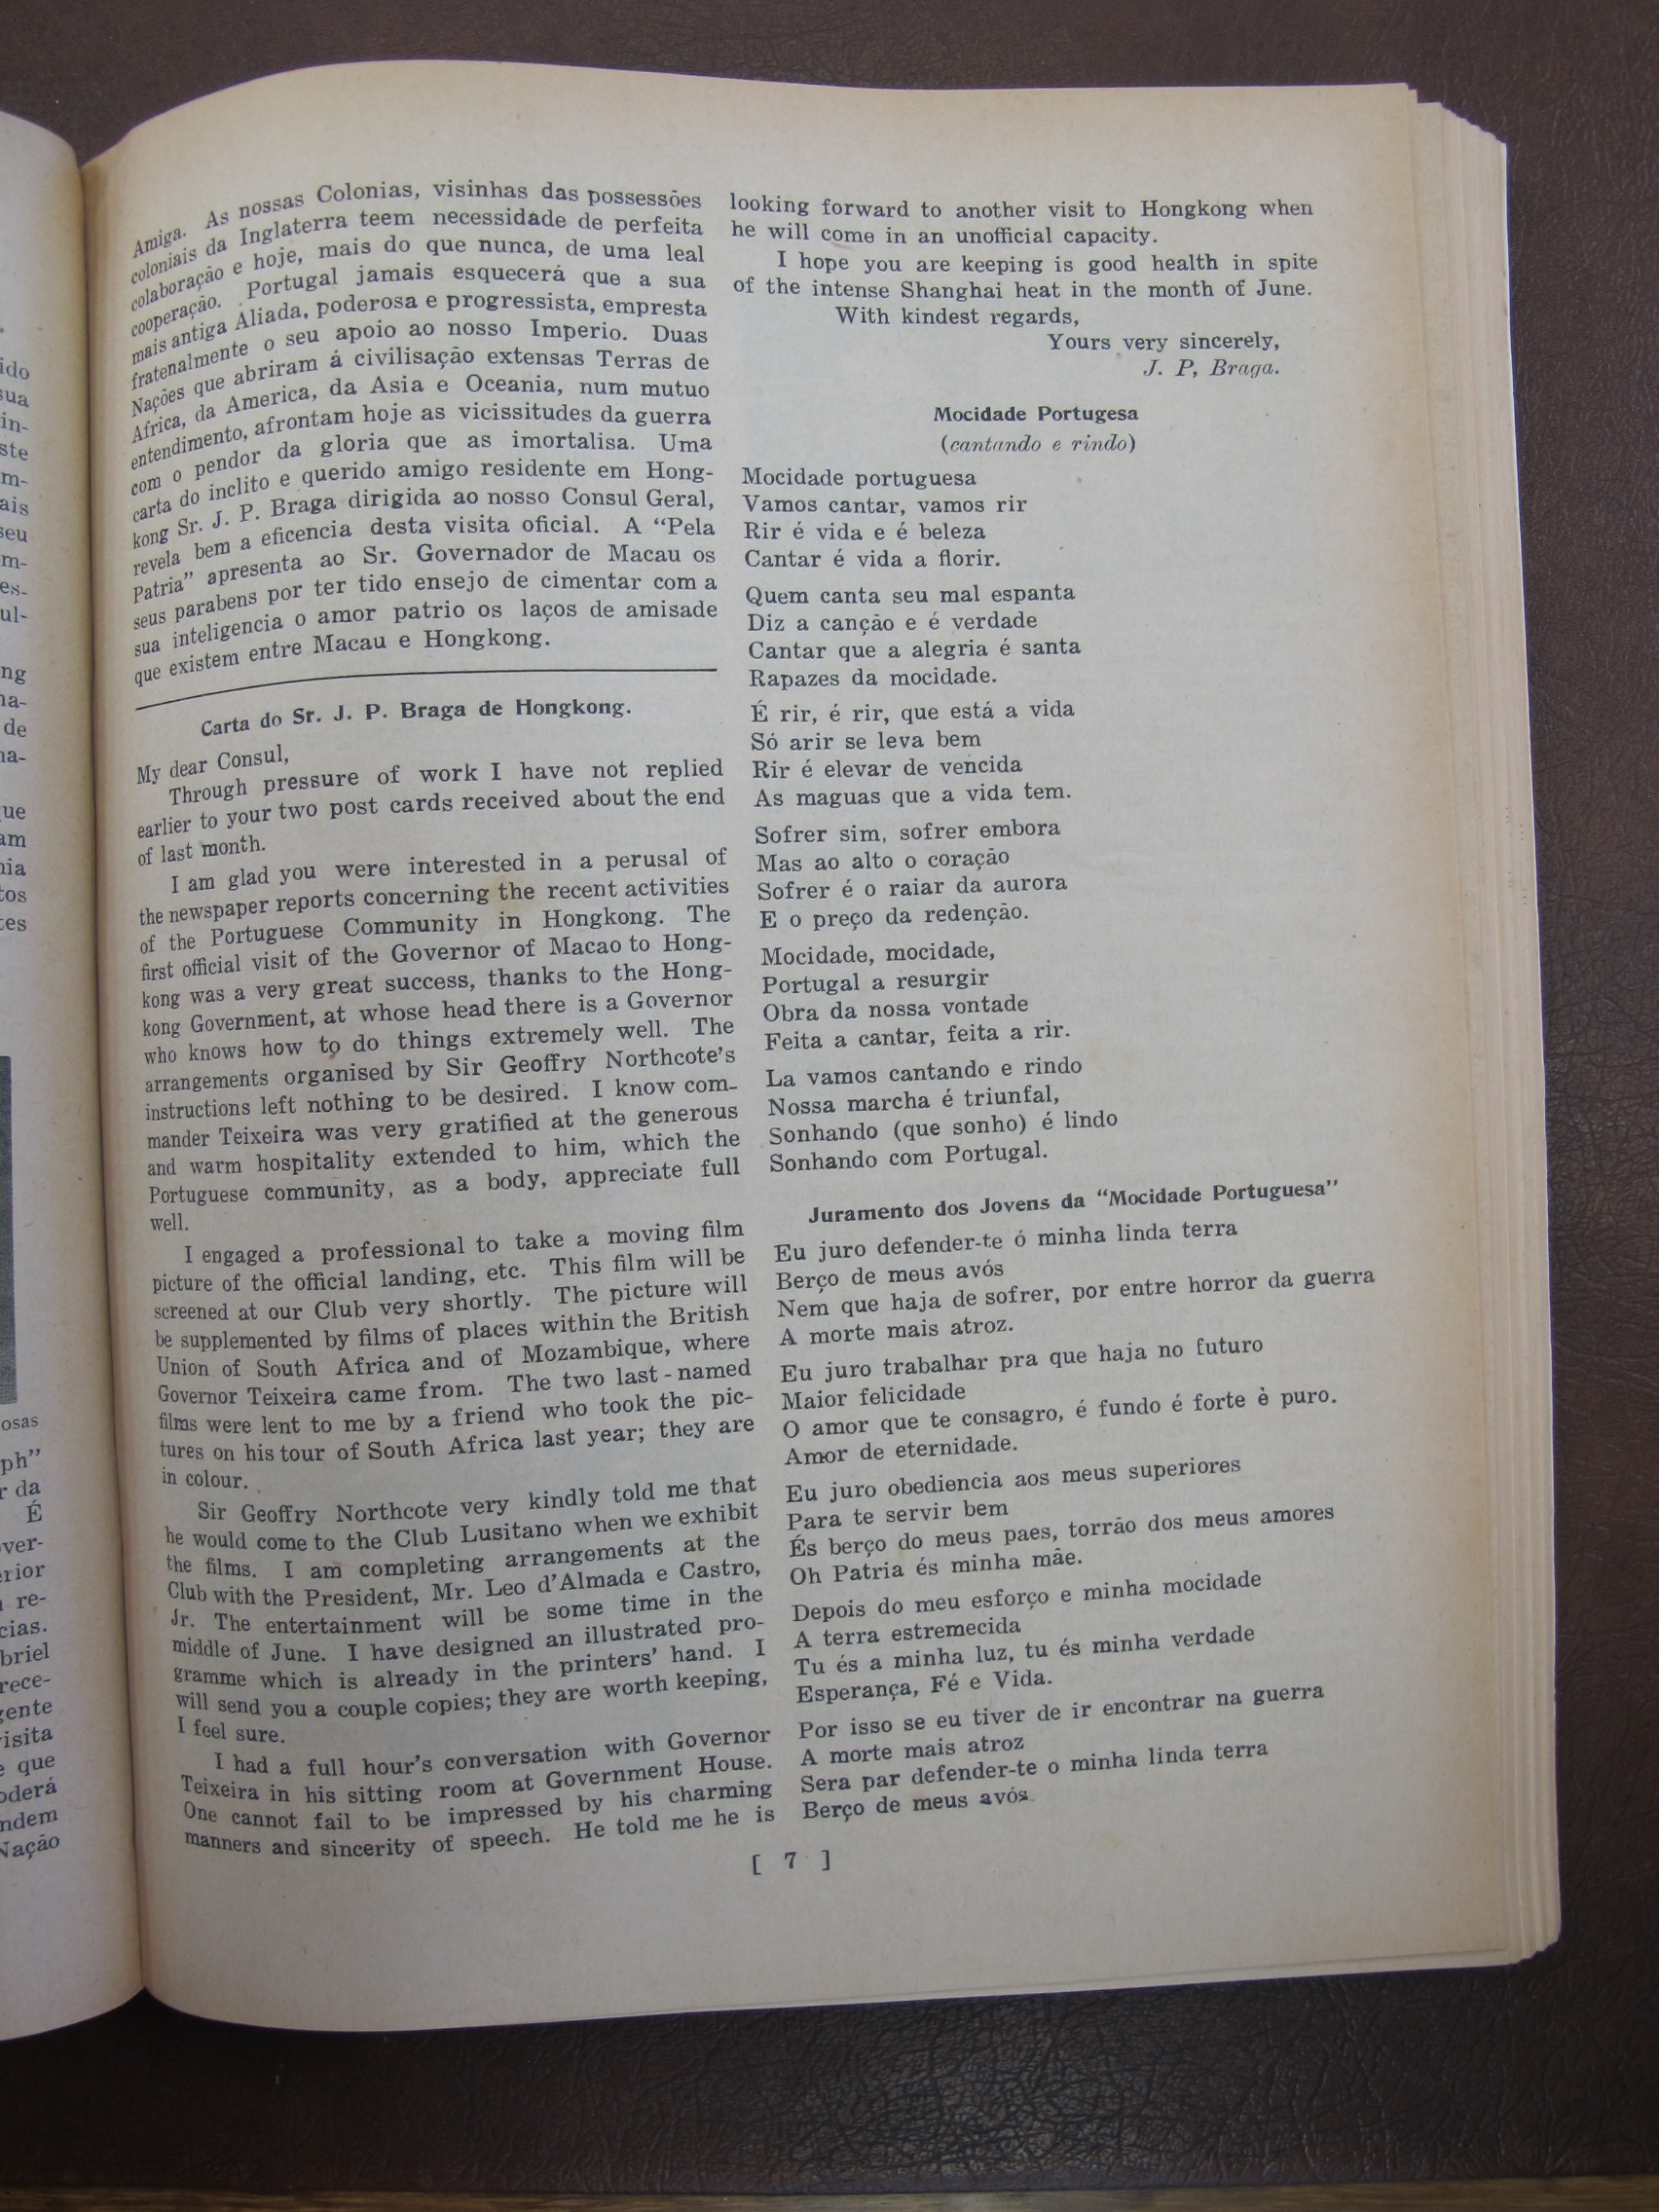 Amiga. As nossas Colonias, visinhas das possessões
coloniais da Inglaterra teem necessidade de perfeita
colaboração e hoje, mais do que nunca, de uma leal
cooperação. Portugal jamais esquecerá que a sua
mais antiga Aliada, poderosa e progressista, empresta
fratenalmente o seu apoio ao nosso Imperio. Duas
Nações que abriram á civilisação extensas Terras de
Africa, da America, da Asia e Oceania, num mutuo
entendimento, afrontam hoje as vicissitudes da guerra
com o pendor da gloria que as imortalisa. Uma
carta do inclito e querido amigo residente em Hong-
kong Sr. J. P. Braga dirigida ao nosso Consul Geral,
revela bem a eficencia desta visita oficial. A “Pela
Patria” apresenta ao Sr. Governador de Macau os
seus parabens por ter tido ensejo de cimentar com a
sua inteligencia o amor patrio os laços de amisade
que existem entre Macau e Hongkong.
Carta do Sr. J. P. Braga de Hongkong.
My dear Consul,
Through pressure of work I have not replied
earlier to your two post cards received about the end
of last month.
I am glad you were interested in a perusal of
the newspaper reports concerning the recent activities
of the Portuguese Community in Hongkong. The
first official visit of the Governor of Macao to Hong-
kong was a very great success, thanks to the Hong-
kong Government, at whose head there is a Governor
who knows how to do things extremely well. The
arrangements organised by Sir Geoffry Northcote’s
instructions left nothing to be desired. I know com-
mander Teixeira was very gratified at the generous
and warm hospitality extended to him, which the
Portuguese community, as a body, appreciate full
well.
I engaged a professional to take a moving film
picture of the official landing, etc. This film will be
screened at our Club very shortly. The picture will
be supplemented by films of places within the British
Union of South Africa and of Mozambique, where
Governor Teixeira came from. The two last-named
films were lent to me by a friend who took the pic-
tures on his tour of South Africa last year; they are
in colour.
Sir Geoffry Northcote very kindly told me that
he would come to the Club Lusitano when we exhibit
the films. I am completing arrangements at the
Club with the President, Mr. Leo d’Almada e Castro,
Jr. The entertainment will be some time in the
middle of June. I have designed an illustrated pro-
gramme which is already in the printers’ hand. I
will send you a couple copies; they are worth keeping,
I feel sure.
I had a full hour’s conversation with Governor
Teixeira in his sitting room at Government House.
One cannot fail to be impressed by his charming
manners and sincerity of speech. He told me he is
looking forward to another visit to Hongkong when
he will come in an unofficial capacity.
I hope you are keeping is good health in spite
of the intense Shanghai heat in the month of June.
With kindest regards,
Yours very sincerely,
J. P, Braga.
Mocidade Portugesa
(cantando e rindo)
Mocidade portuguesa
Vamos cantar, vamos rir
Rir é vida e é beleza
Cantar é vida a florir.
Quem canta seu mal espanta
Diz a canção e é verdade
Cantar que a alegria é santa
Rapazes da mocidade.
É rir, é rir, que está a vida
Só arir se leva bem
Rir é elevar de vencida
As maguas que a vida tem.
Sofrer sim, sofrer embora
Mas ao alto o coração
Sofrer é o raiar da aurora
E o preço da redenção.
Mocidade, mocidade,
Portugal a resurgir
Obra da nossa vontade
Feita a cantar, feita a rir.
La vamos cantando e rindo
Nossa marcha é triunfal,
Sonhando (que sonho) é lindo
Sonhando com Portugal.
Juramento dos Jovens da “Mocidade Portuguesa”
Eu juro defender-te ó minha linda terra
Berço de meus avós
Nem que haja de sofrer, por entre horror da guerra
A morte mais atroz.
Eu juro trabalhar pra que haja no futuro
Maior felicidade
O amor que te consagro, é fundo é forte è puro.
Amor de eternidade.
Eu juro obediencia aos meus superiores
Para te servir bem
És berço do meus paes, torrão dos meus amores
Oh Patria és minha mãe.
Depois do meu esforço e minha mocidade
A terra estremecida
Tu és a minha luz, tu és minha verdade
Esperança, Fé e Vida.
Por isso se eu tiver de ir encontrar na guerra
A morte mais atroz
Sera par defender-te o minha linda terra
Berço de meus avós.
[ 7 ]